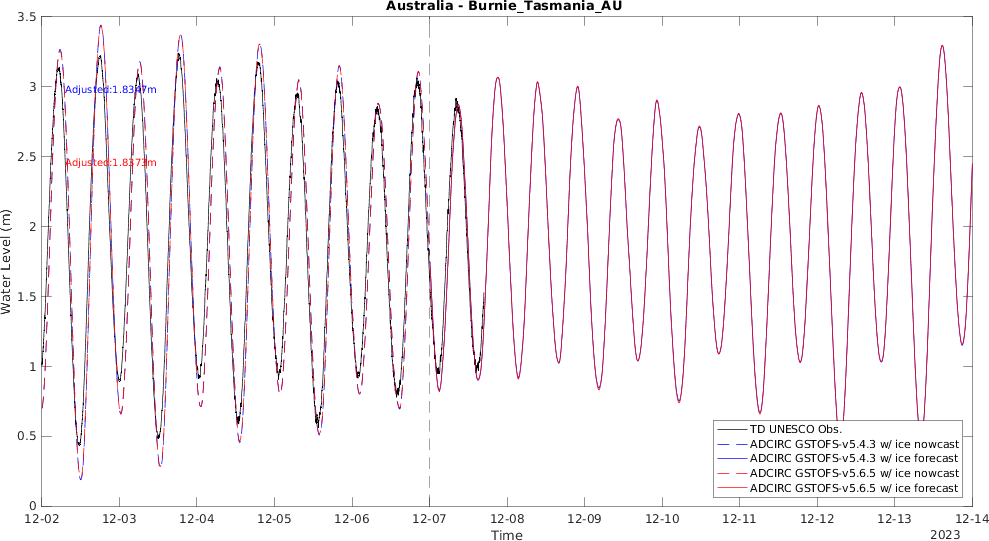 Australia - Burnie_Tasmania_AU
Water Level (m)
3.5
3
2.5
2
1.5
1
0.5
0
Adjusted:1.8347m
Adjusted:1.8373m
TD UNESCO Obs.
ADCIRC GSTOFS-v5.4.3 w/ ice nowcast
ADCIRC GSTOFS-v5.4.3 w/ ice forecast
ADCIRC GSTOFS-v5.6.5 w/ ice nowcast
ADCIRC GSTOFS-v5.6.5 w/ ice forecast
12-02 12-03 12-04 12-05 12-06 12-07 12-08 12-09 12-10 12-11 12-12 12-13 12-14
Time
2023